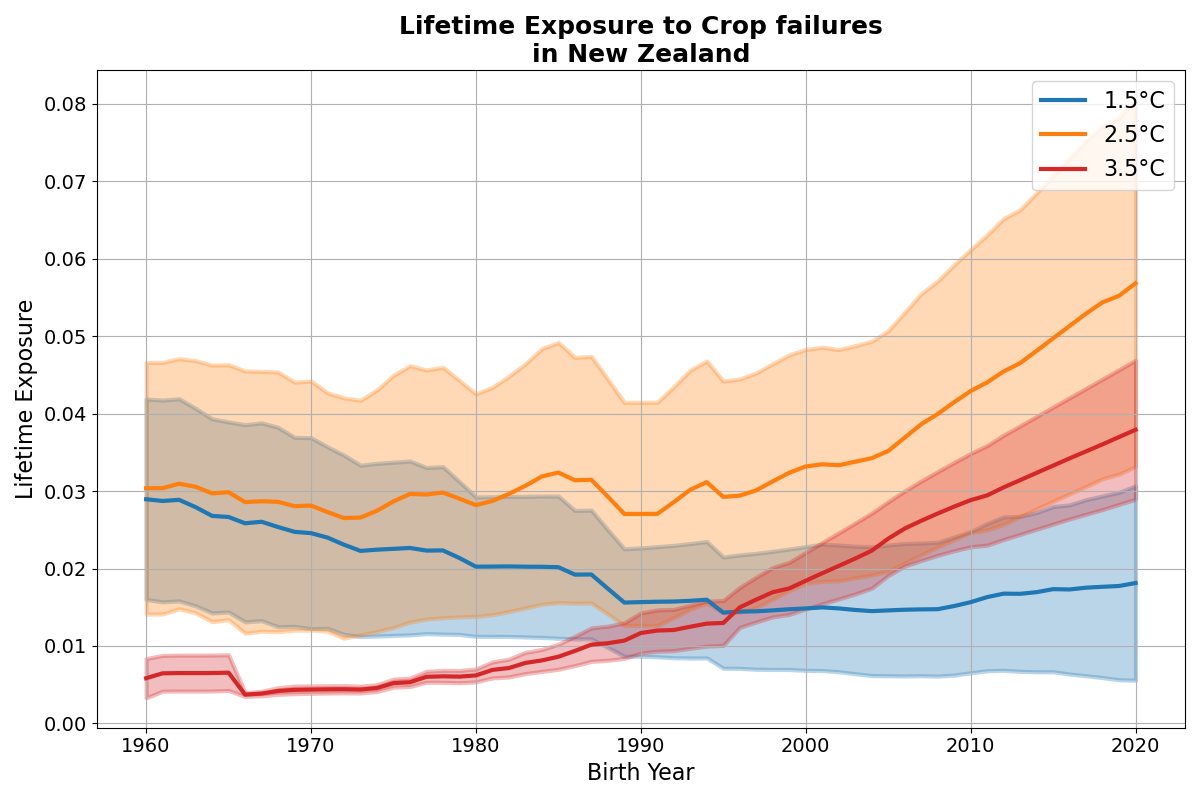 Lifetime Exposure to Crop failures
in New Zealand
1.5°C
2.5°C
3.5°C
Lifetime Exposure
0.08
0.07
0.06
0.05
0.04
0.03
0.02
0.01
0.00
1960 1970 1980 1990 2000 2010 2020
Birth Year